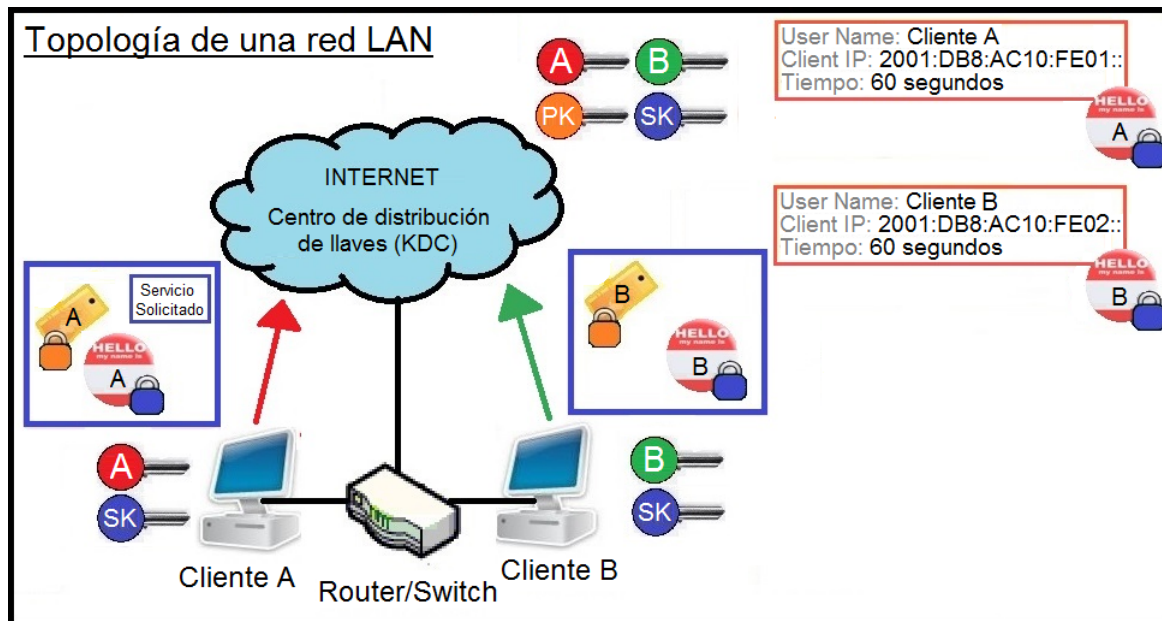 Topología de una red LAN
A
B
PK
SK
User Name: Cliente A
Client IP: 2001:DB8:AC10:FE01::
Tiempo: 60 segundos
HELLO
my name is
A
INTERNET
Centro de distribución
de llaves (KDC)
User Name: Cliente B
Client IP: 2001:DB8:AC10:FE02::
Tiempo: 60 segundos
HELLO
my name is
B
A
Servicio
Solicitado
HELLO
my name is
A
B
HELLO
my name is
B
A
SK
B
SK
Cliente A
Router/Switch
Cliente B